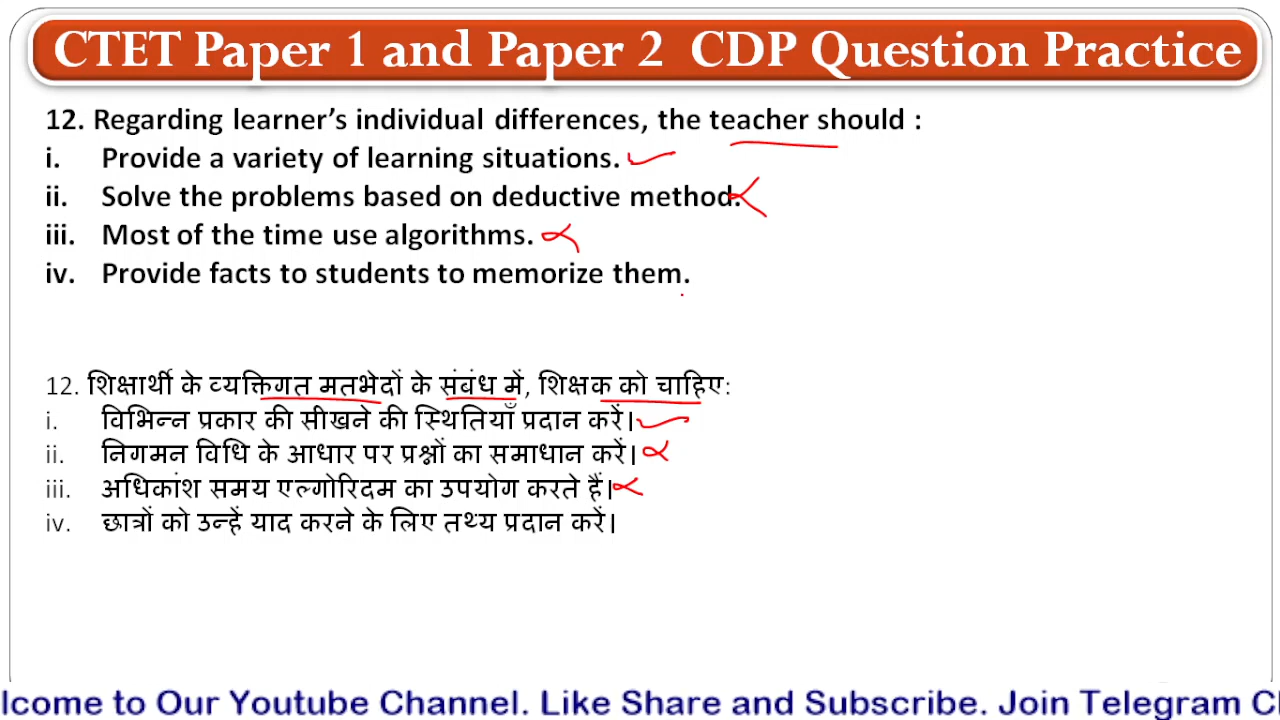 CTET Paper 1 and Paper 2 CDP Question Practice
12. Regarding learner's individual differences, the teacher should :
i. Provide a variety of learning situations.
ii. Solve the problems based on deductive method.
iii. Most of the time use algorithms.
iv. Provide facts to students to memorize them.
12. शिक्षार्थी के व्यक्तिगत मतभेदों के संबंध में, शिक्षक को चाहिए:
i. विभिन्न प्रकार की सीखने की स्थितियाँ प्रदान करें।
ii. निगमन विधि के आधार पर प्रश्नों का समाधान करें।
iii. अधिकांश समय एल्गोरिदम का उपयोग करते हैं।
iv. छात्रों को उन्हें याद करने के लिए तथ्य प्रदान करें।
lcome to Our Youtube Channel. Like Share and Subscribe. Join Telegram C